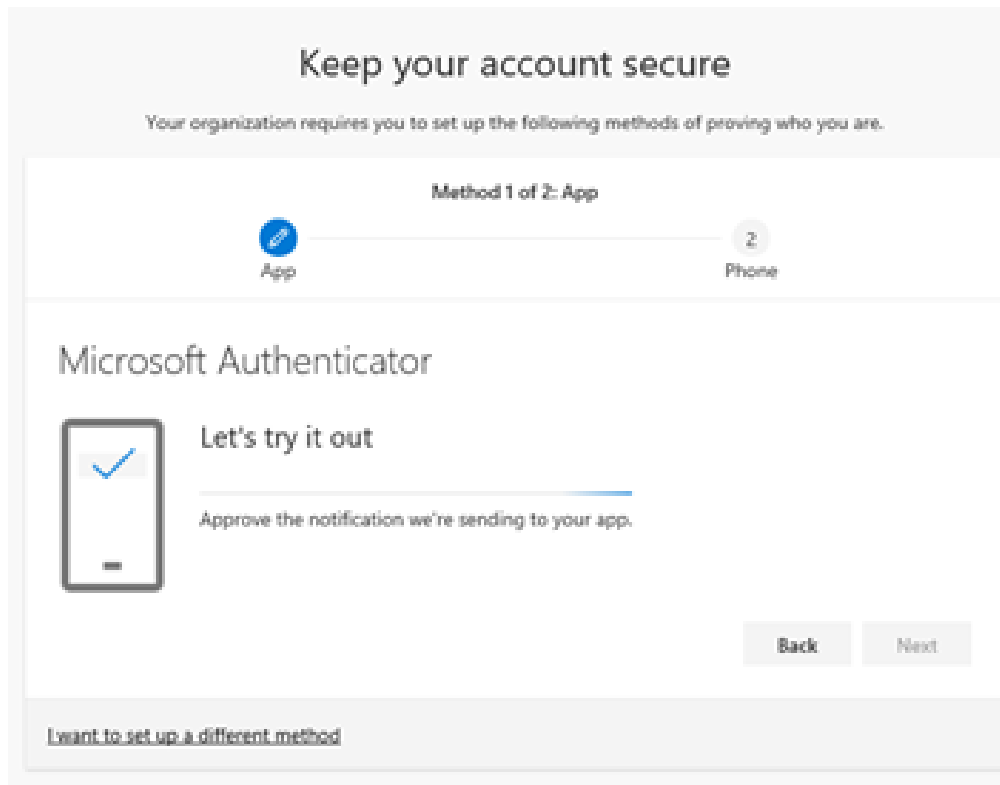 Keep your account secure
Your organization requires you to set up the following methods of proving who you are.
Method 1 of 2: App
2
App
Phone
Microsoft Authenticator
Let's try it out
Approve the notification we're sending to your app.
Back
Next
I want to set up a different method